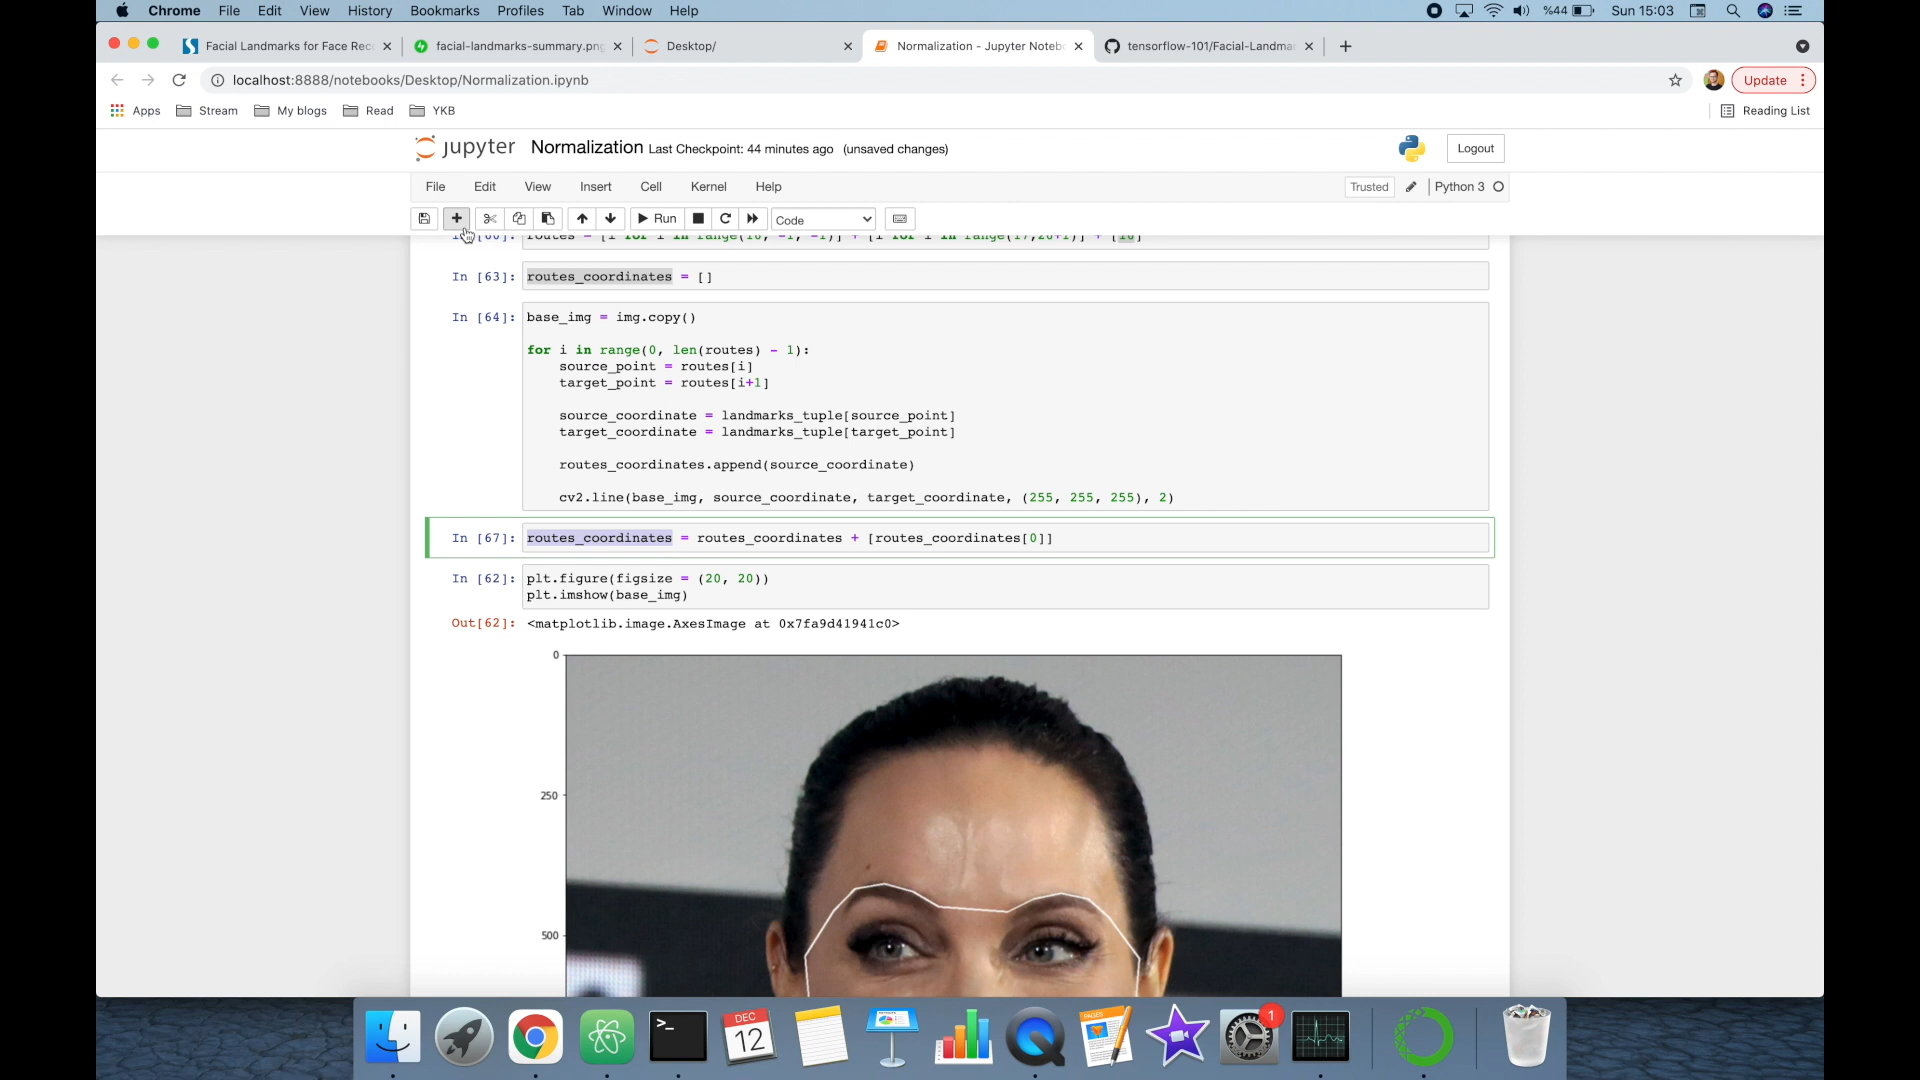 Chrome File Edit View History Bookmarks Profiles Tab Window Help %44 Sun 15:03
Facial Landmarks for Face Rec facial-landmarks-summary.png Desktop/ Normalization - Jupyter Noteb tensorflow-101/Facial-Landma
localhost:8888/notebooks/Desktop/Normalization.ipynb Update
Apps Stream My blogs Read YKB Reading List
jupyter Normalization Last Checkpoint: 44 minutes ago (unsaved changes) Logout
File Edit View Insert Cell Kernel Help Trusted Python 3
Run Code
In [63]: routes_coordinates = []
In [64]: base_img = img.copy()
for i in range(0, len(routes) - 1):
source_point = routes[i]
target_point = routes[i+1]
source_coordinate = landmarks_tuple[source_point]
target_coordinate = landmarks_tuple[target_point]
routes_coordinates.append(source_coordinate)
cv2.line(base_img, source_coordinate, target_coordinate, (255, 255, 255), 2)
In [67]: routes_coordinates = routes_coordinates + [routes_coordinates[0]]
In [62]: plt.figure(figsize = (20, 20))
plt.imshow(base_img)
Out[62]: <matplotlib.image.AxesImage at 0x7fa9d41941c0>
0
250
500
DEC
12
PAGES
1